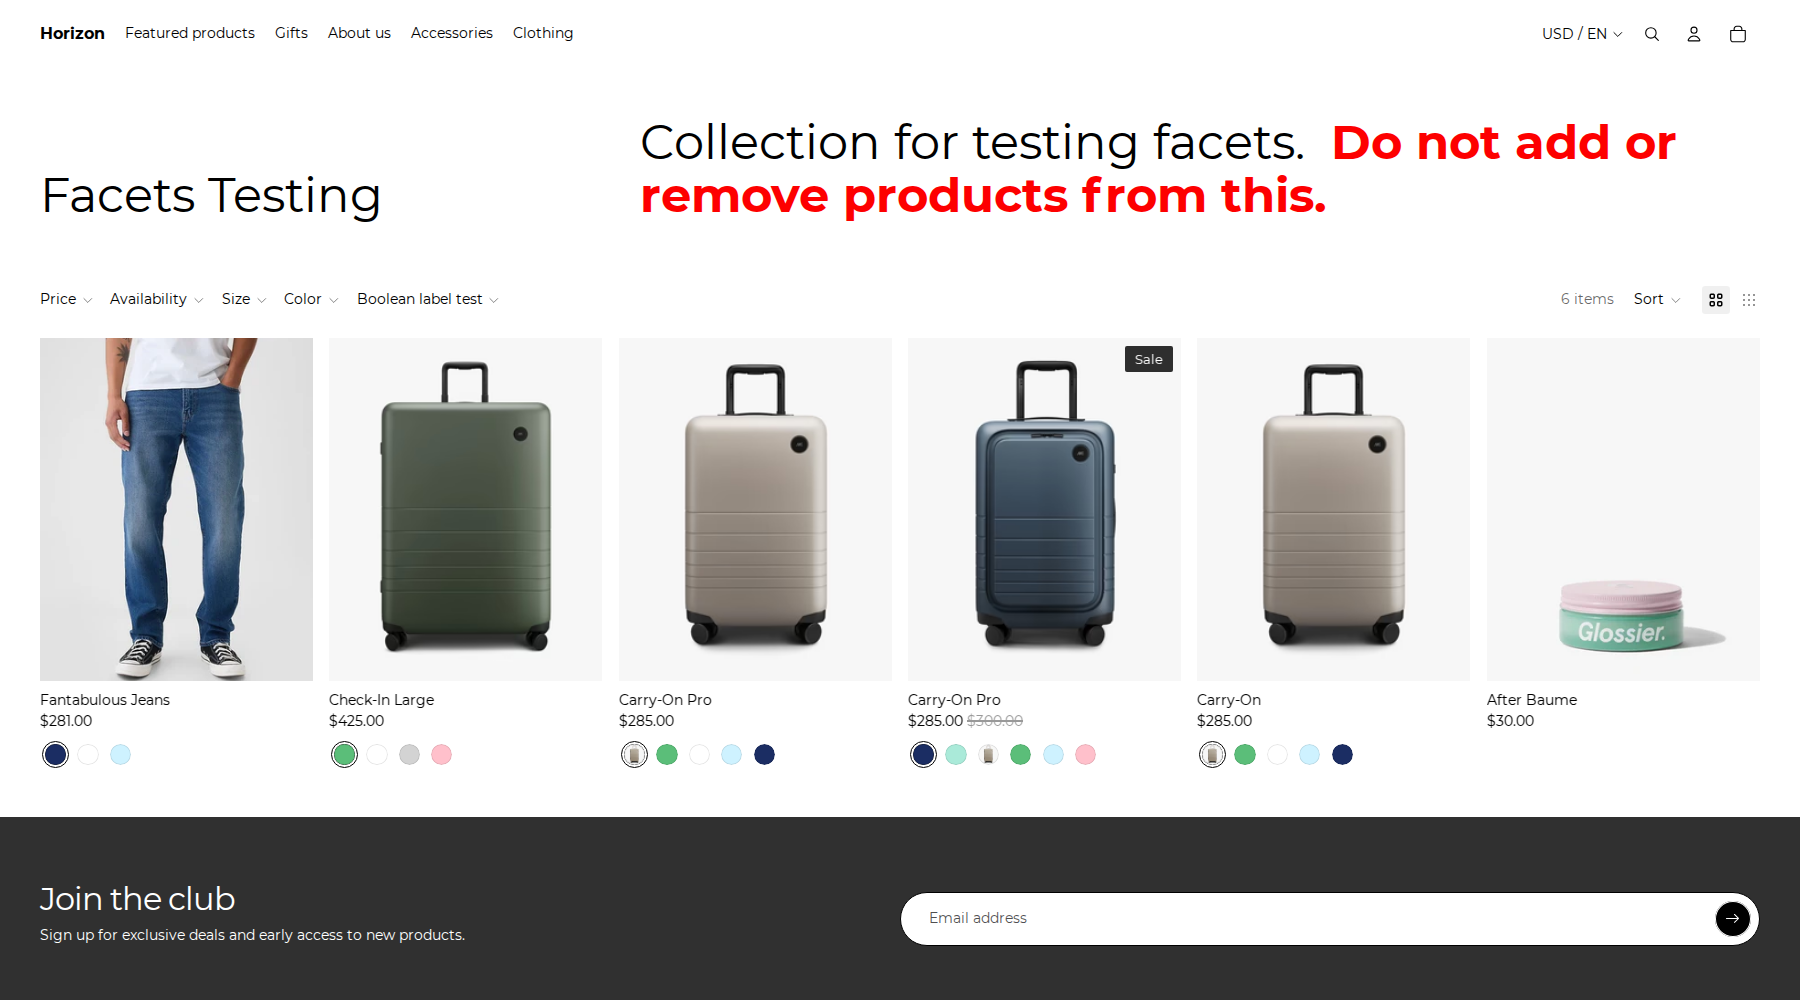 Horizon Featured products Gifts About us Accessories Clothing USD / EN
Collection for testing facets. Do not add or
remove products from this.
Facets Testing
Price Availability Size Color Boolean label test 6 items Sort
Sale
Glossier.
Fantabulous Jeans
$281.00
Check-In Large
$425.00
Carry-On Pro
$285.00
Carry-On Pro
$285.00 $300.00
Carry-On
$285.00
After Baume
$30.00
Join the club
Sign up for exclusive deals and early access to new products.
Email address